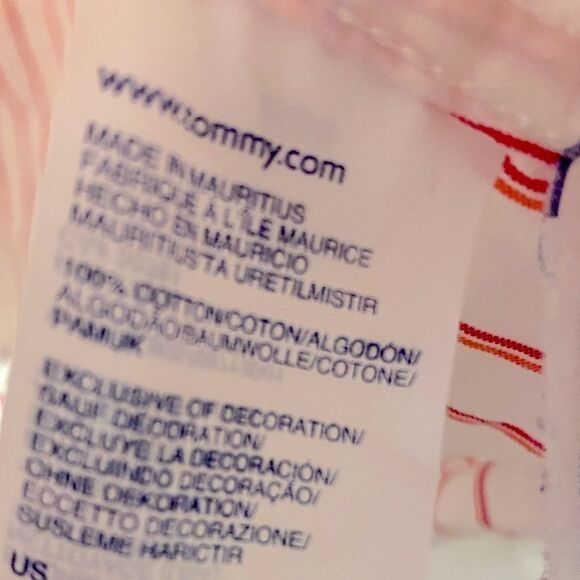 www.tommy.com
MADE IN MAURITIUS
FABRIQUE À L'ÎLE MAURICE
HECHO EN MAURICIO
MAURITIUSTA URETILMISTIR
100% COTTON/COTON/ALGODÓN/
ALGODÃO/BAUMWOLLE/COTONE/
PAMUK
EXCLUSIVE OF DECORATION/
SAUF DÉCORATION/
EXCLUYE LA DECORACIÓN/
EXCLUINDO DECORAÇÃO/
OHNE DEKORATION/
ECCETTO DECORAZIONE/
SUSLEME HARICTIR
US